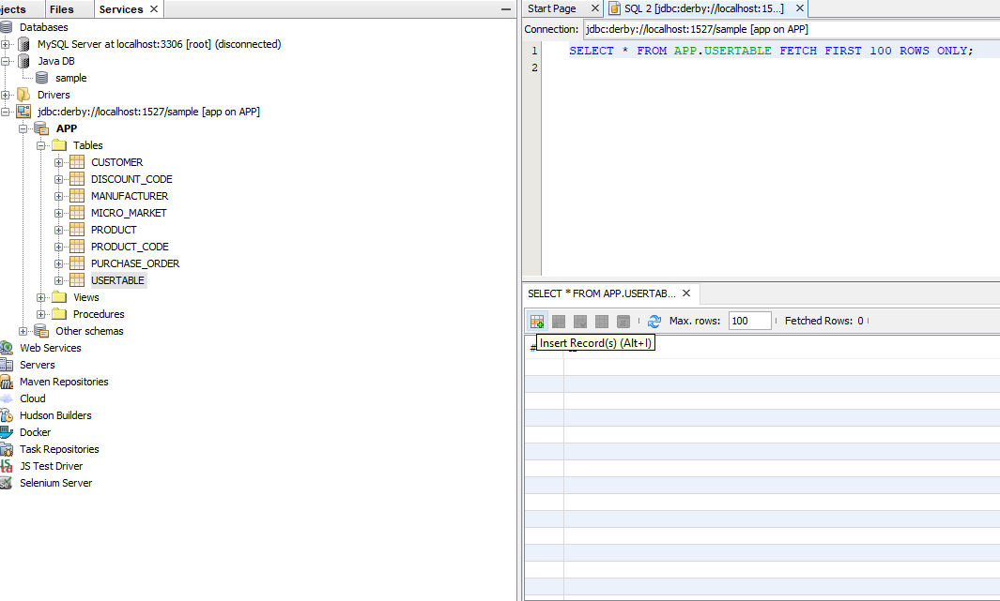 jects
Files
Services
Databases
MySQL Server at localhost:3306 [root] (disconnected)
Java DB
sample
Drivers
jdbc:derby://localhost:1527/sample [app on APP]
APP
Tables
CUSTOMER
DISCOUNT_CODE
MANUFACTURER
MICRO_MARKET
PRODUCT
PRODUCT_CODE
PURCHASE_ORDER
USERTABLE
Views
Procedures
Other schemas
Web Services
Servers
Maven Repositories
Cloud
Hudson Builders
Docker
Task Repositories
JS Test Driver
Selenium Server
Start Page
SQL 2 [jdbc:derby://localhost:15...]
Connection: jdbc:derby://localhost:1527/sample [app on APP]
1 SELECT * FROM APP.USERTABLE FETCH FIRST 100 ROWS ONLY;
2
SELECT * FROM APP.USERTAB...
Max. rows: 100 Fetched Rows: 0
#
Insert Record(s) (Alt+I)